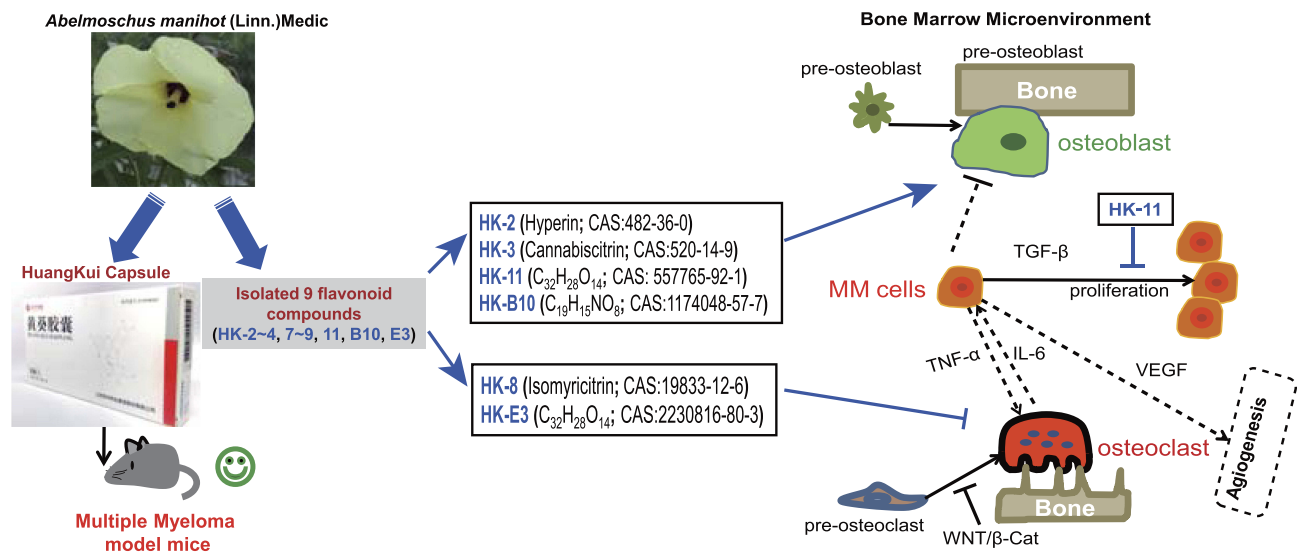 Abelmoschus manihot (Linn.)Medic
HuangKui Capsule
黄葵胶囊
Multiple Myeloma
model mice
Isolated 9 flavonoid
compounds
(HK-2~4, 7~9, 11, B10, E3)
HK-2 (Hyperin; CAS:482-36-0)
HK-3 (Cannabiscitrin; CAS:520-14-9)
HK-11 (C₃₂H₂₈O₁₄; CAS: 557765-92-1)
HK-B10 (C₁₉H₁₅NO₈; CAS:1174048-57-7)
HK-8 (Isomyricitrin; CAS:19833-12-6)
HK-E3 (C₃₂H₂₈O₁₄; CAS:2230816-80-3)
Bone Marrow Microenvironment
pre-osteoblast
pre-osteoblast
Bone
osteoblast
HK-11
TGF-β
MM cells
proliferation
TNF-α
IL-6
VEGF
Agiogenesis
osteoclast
Bone
pre-osteoclast
WNT/β-Cat